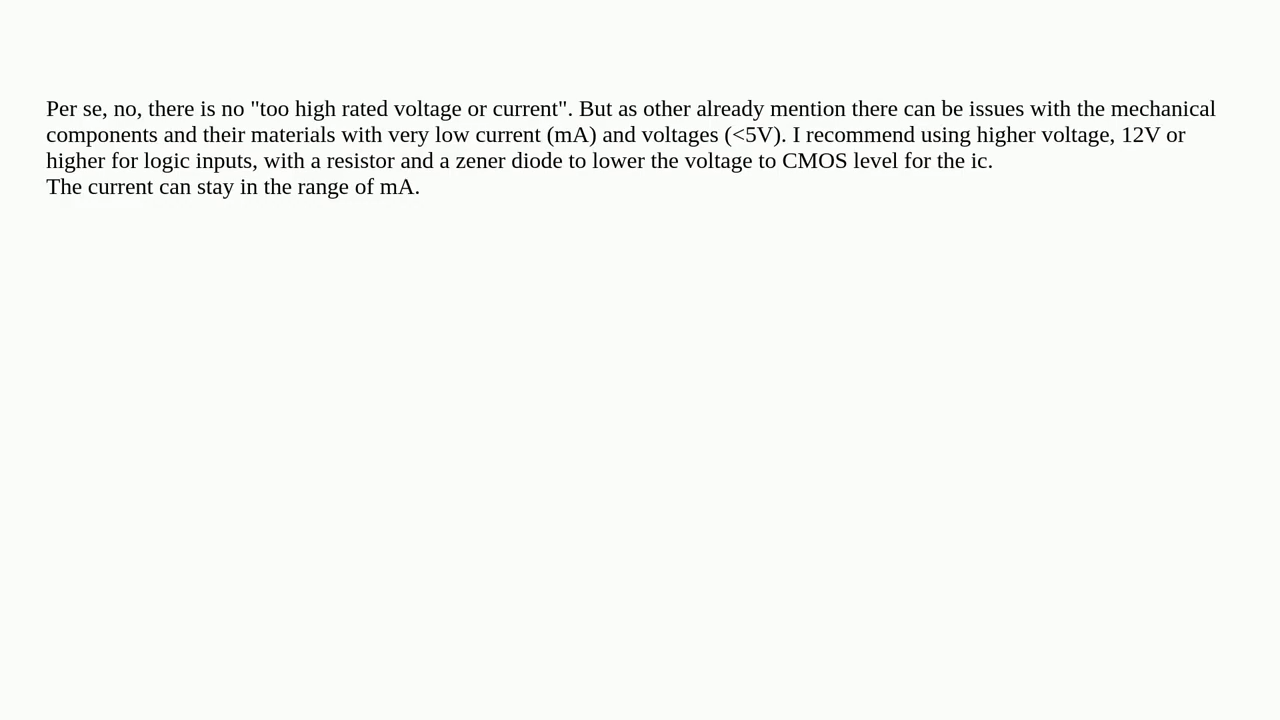 Per se, no, there is no "too high rated voltage or current". But as other already mention there can be issues with the mechanical
components and their materials with very low current (mA) and voltages (<5V). I recommend using higher voltage, 12V or
higher for logic inputs, with a resistor and a zener diode to lower the voltage to CMOS level for the ic.
The current can stay in the range of mA.